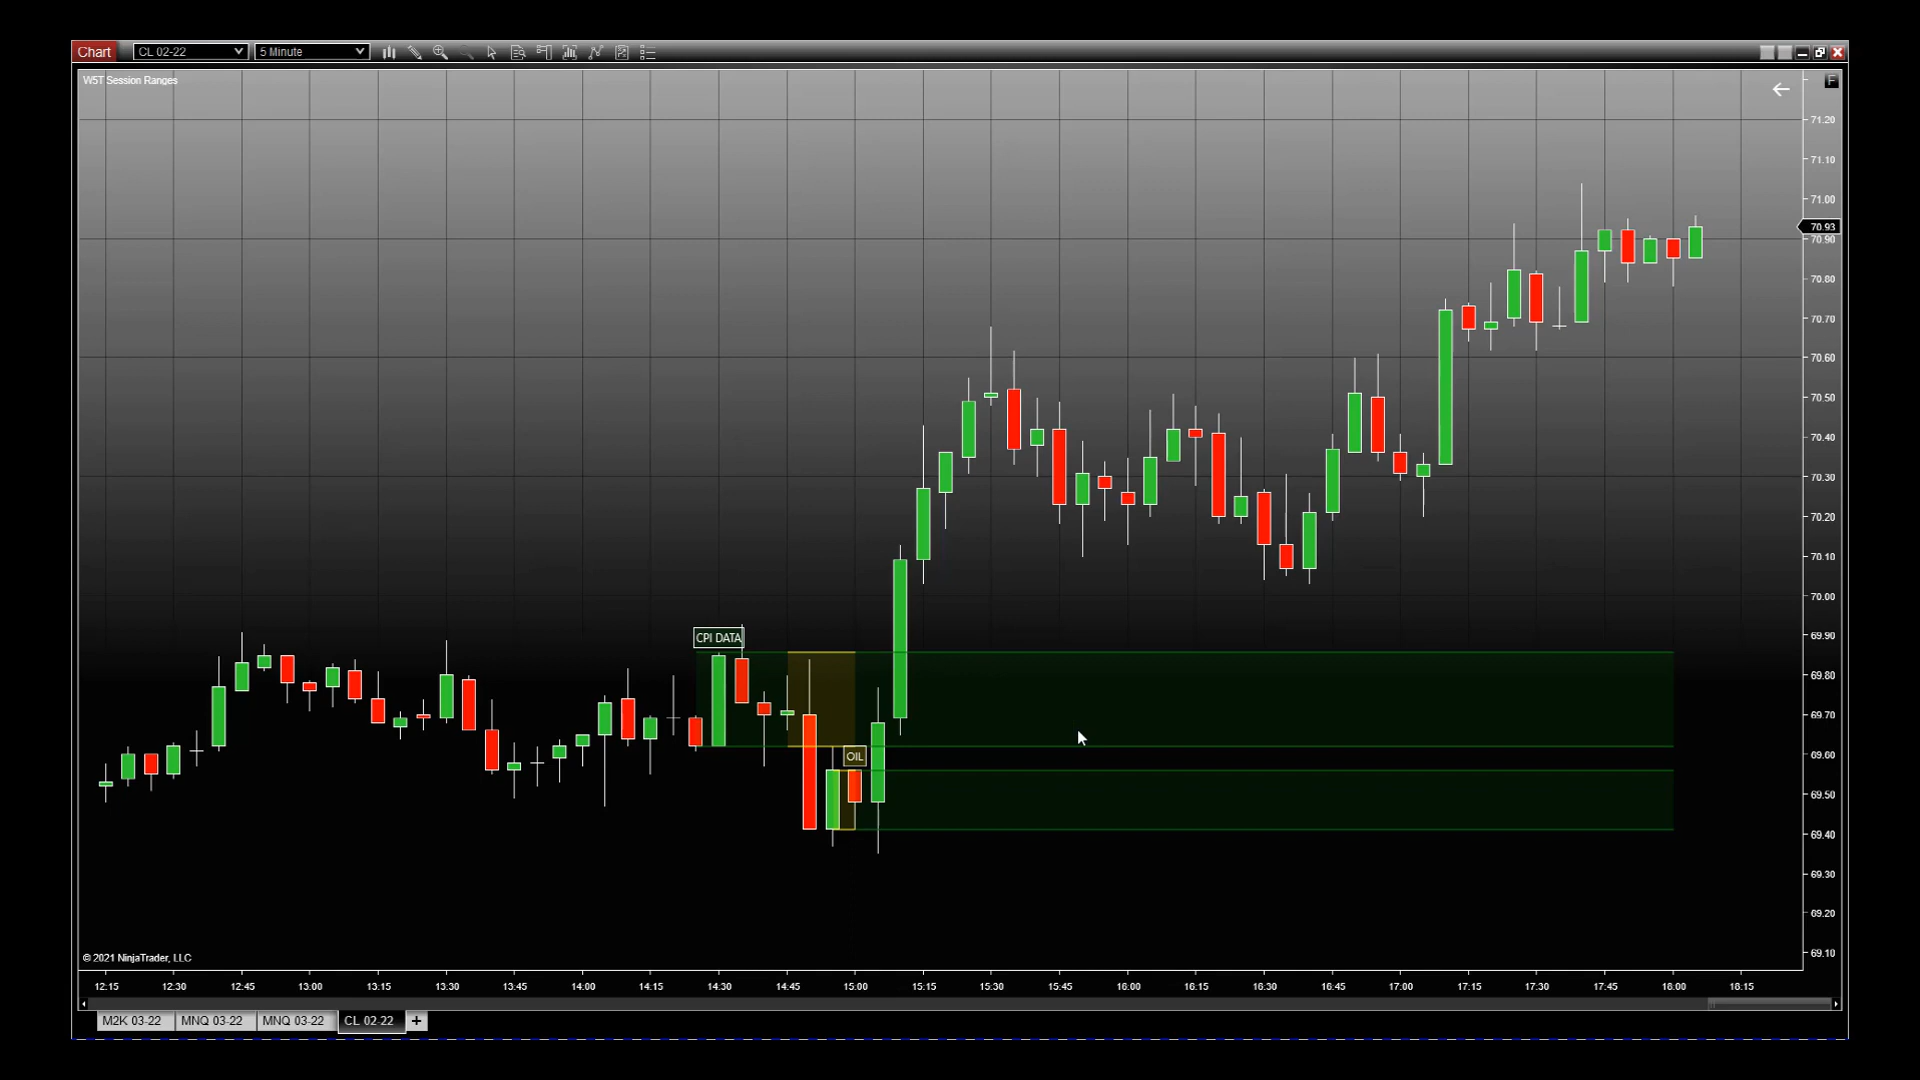 Chart CL 02-22 5 Minute
W5T Session Ranges
F
71.20
71.10
71.00
70.93
70.90
70.80
70.70
70.60
70.50
70.40
70.30
70.20
70.10
70.00
69.90
CPI DATA
69.80
69.70
69.60
OIL
69.50
69.40
69.30
69.20
69.10
© 2021 NinjaTrader, LLC
12:15 12:30 12:45 13:00 13:15 13:30 13:45 14:00 14:15 14:30 14:45 15:00 15:15 15:30 15:45 16:00 16:15 16:30 16:45 17:00 17:15 17:30 17:45 18:00 18:15
M2K 03-22 MNQ 03-22 MNQ 03-22 CL 02-22 +